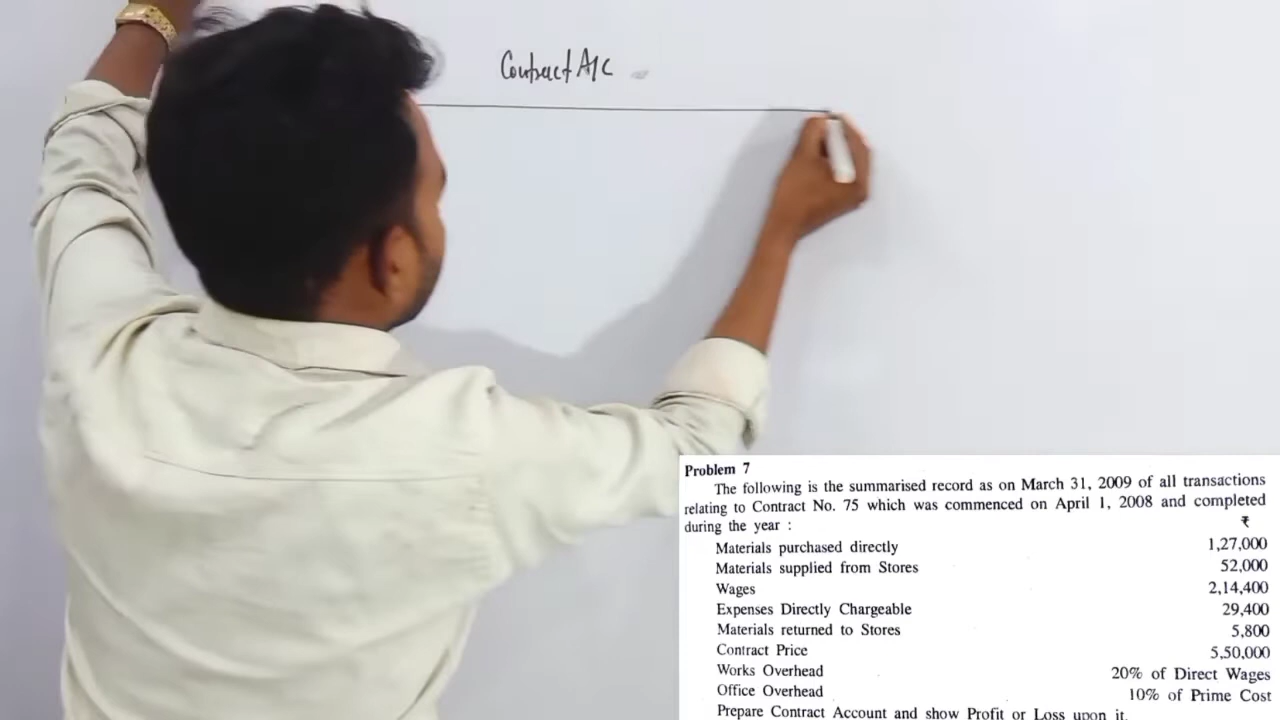 Contract A/C
Problem 7
The following is the summarised record as on March 31, 2009 of all transactions
relating to Contract No. 75 which was commenced on April 1, 2008 and completed
during the year :
₹
Materials purchased directly 1,27,000
Materials supplied from Stores 52,000
Wages 2,14,400
Expenses Directly Chargeable 29,400
Materials returned to Stores 5,800
Contract Price 5,50,000
Works Overhead 20% of Direct Wages
Office Overhead 10% of Prime Cost
Prepare Contract Account and show Profit or Loss upon it.